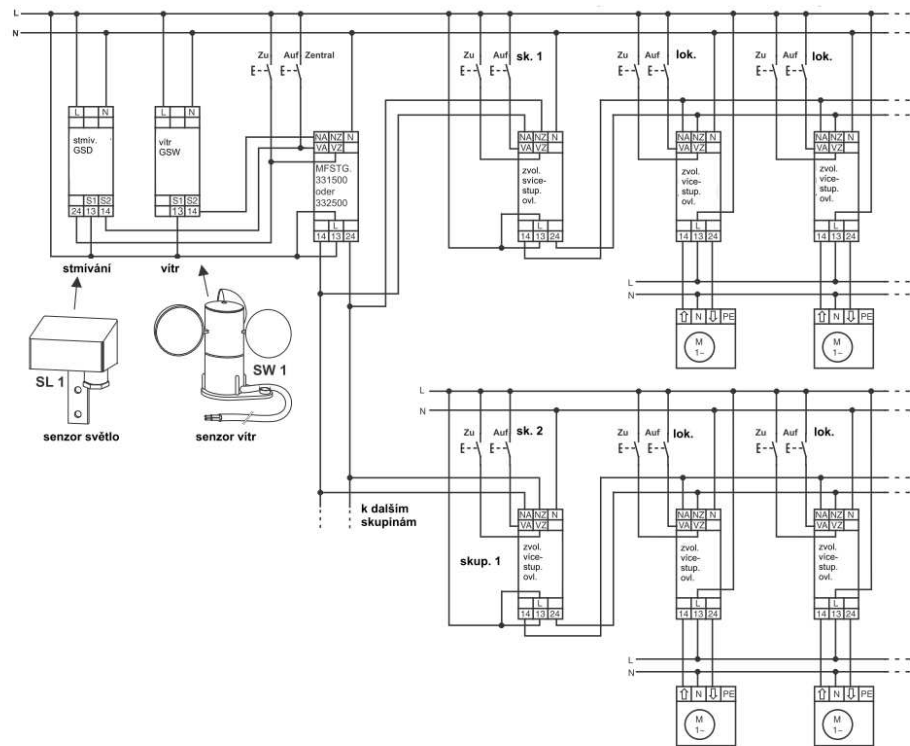 L
N
Zu Auf Zentral
Zu Auf sk. 1
Zu Auf lok.
Zu Auf lok.
L N
stmiv.
GSD
S1 S2
24 13 14
L N
vítr
GSW
S1 S2
13 14
NA NZ N
VA VZ
MFSTG.
331500
oder
332500
L
14 13 24
NA NZ N
VA VZ
zvol.
svíce-
stup.
ovl.
L
14 13 24
NA NZ N
VA VZ
zvol.
více-
stup.
ovl.
L
14 13 24
NA NZ N
VA VZ
zvol.
více-
stup.
ovl.
L
14 13 24
stmívání
vítr
L
N
N PE
M
1~
N PE
M
1~
SL 1
senzor světlo
SW 1
senzor vítr
L
N
Zu Auf sk. 2
Zu Auf lok.
Zu Auf lok.
k dalším
skupinám
skup. 1
NA NZ N
VA VZ
zvol.
více-
stup.
ovl.
L
14 13 24
NA NZ N
VA VZ
zvol.
více-
stup.
ovl.
L
14 13 24
NA NZ N
VA VZ
zvol.
více-
stup.
ovl.
L
14 13 24
L
N
N PE
M
1~
N PE
M
1~